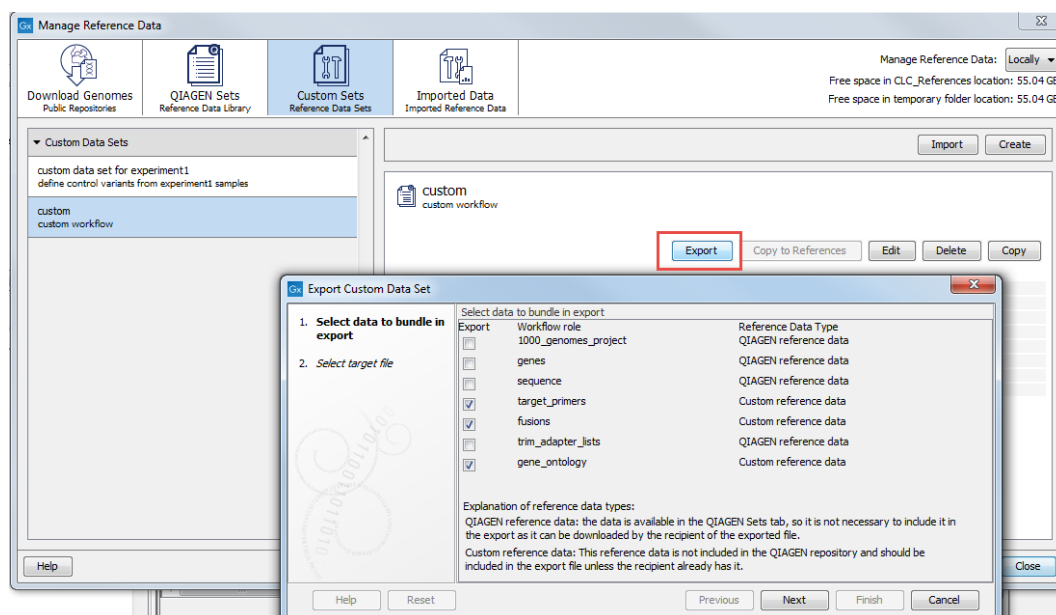 Gx Manage Reference Data
Download Genomes
Public Repositories
QIAGEN Sets
Reference Data Library
Custom Sets
Reference Data Sets
Imported Data
Imported Reference Data
Manage Reference Data: Locally
Free space in CLC_References location: 55.04 GB
Free space in temporary folder location: 55.04 GB
Custom Data Sets
custom data set for experiment1
define control variants from experiment1 samples
custom
custom workflow
Import Create
custom
custom workflow
Export Copy to References Edit Delete Copy
Gx Export Custom Data Set
1. Select data to bundle in
export
2. Select target file
Select data to bundle in export
Export Workflow role Reference Data Type
1000_genomes_project QIAGEN reference data
genes QIAGEN reference data
sequence QIAGEN reference data
target_primers Custom reference data
fusions Custom reference data
trim_adapter_lists QIAGEN reference data
gene_ontology Custom reference data
Explanation of reference data types:
QIAGEN reference data: the data is available in the QIAGEN Sets tab, so it is not necessary to include it in
the export as it can be downloaded by the recipient of the exported file.
Custom reference data: This reference data is not included in the QIAGEN repository and should be
included in the export file unless the recipient already has it.
Help Close
Help Reset Previous Next Finish Cancel